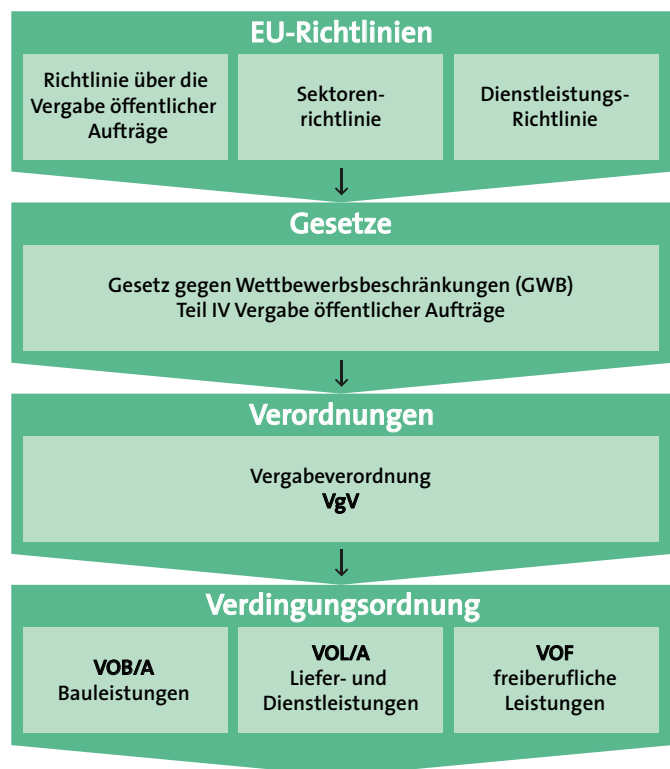 EU-Richtlinien
Richtlinie über die
Vergabe öffentlicher
Aufträge
Sektoren-
richtlinie
Dienstleistungs-
Richtlinie
Gesetze
Gesetz gegen Wettbewerbsbeschränkungen (GWB)
Teil IV Vergabe öffentlicher Aufträge
Verordnungen
Vergabeverordnung
VgV
Verdingungsordnung
VOB/A
Bauleistungen
VOL/A
Liefer- und
Dienstleistungen
VOF
freiberufliche
Leistungen